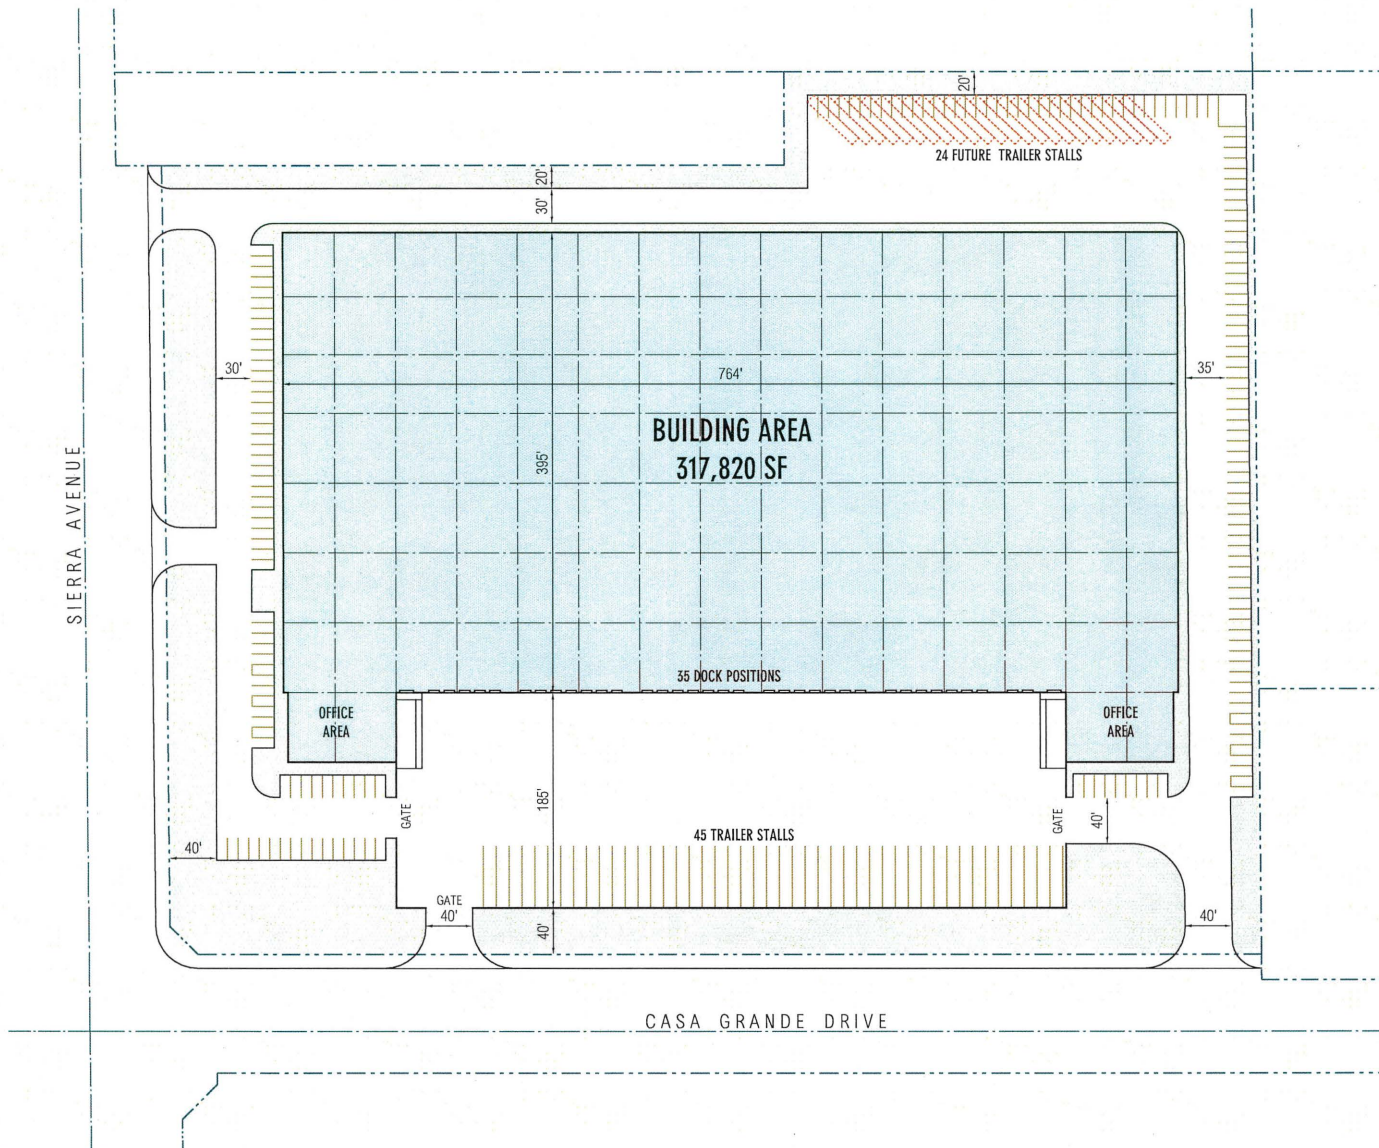 20'
24 FUTURE TRAILER STALLS
20'
30'
30'
764'
35'
BUILDING AREA
317,820 SF
395'
SIERRA AVENUE
35 DOCK POSITIONS
OFFICE
AREA
OFFICE
AREA
185'
GATE
GATE
40'
45 TRAILER STALLS
40'
GATE
40'
40'
40'
CASA GRANDE DRIVE